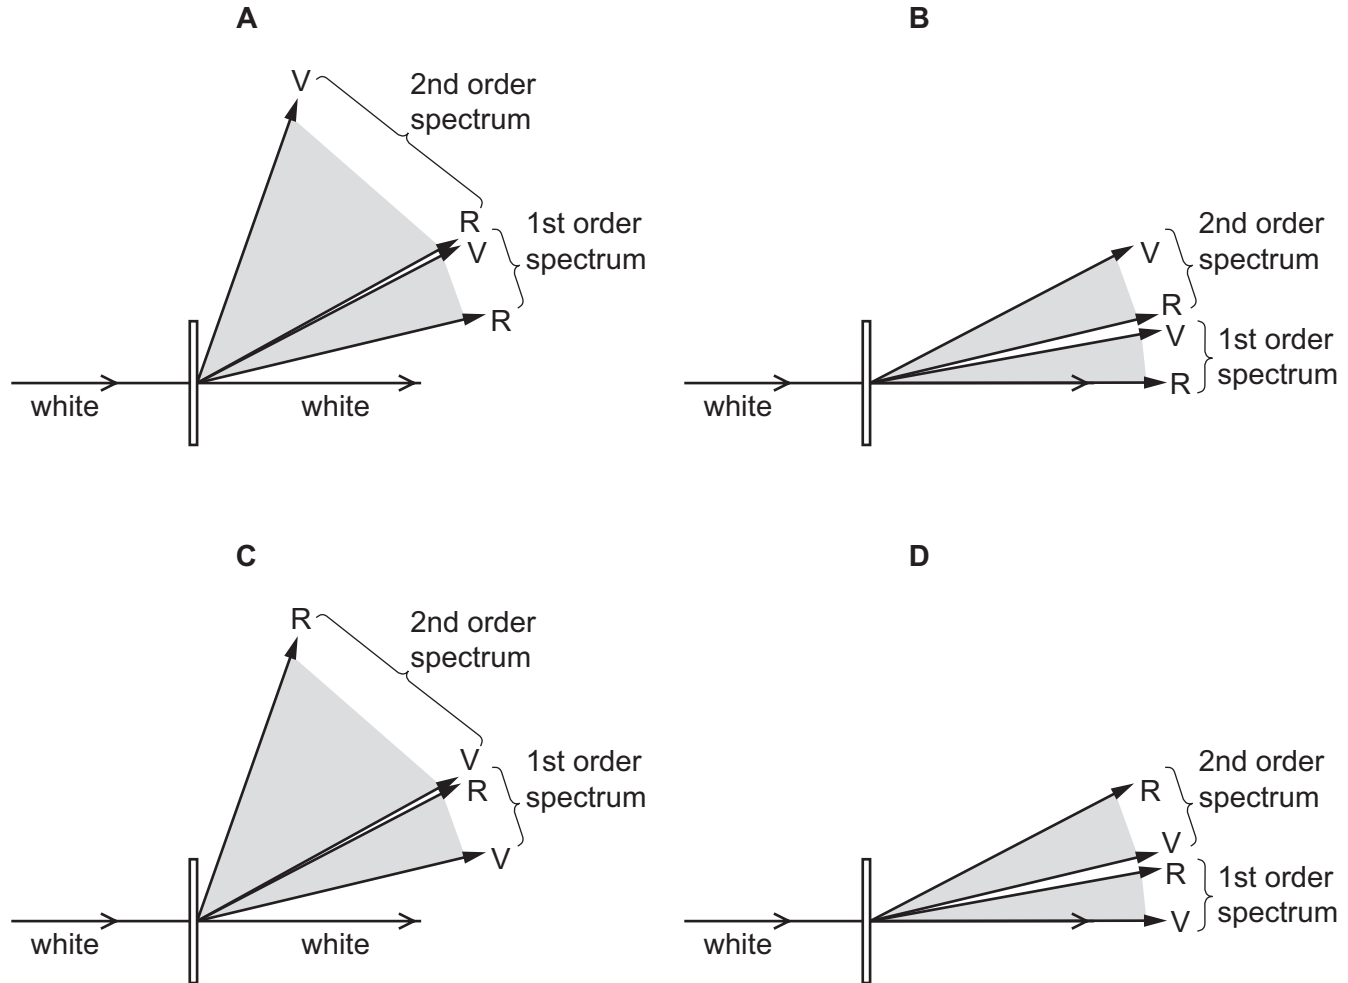 A
V
2nd order
spectrum
R
V
1st order
spectrum
R
white
white
B
V
2nd order
spectrum
R
V
1st order
spectrum
R
white
C
R
2nd order
spectrum
V
R
1st order
spectrum
V
white
white
D
R
2nd order
spectrum
V
R
1st order
spectrum
V
white